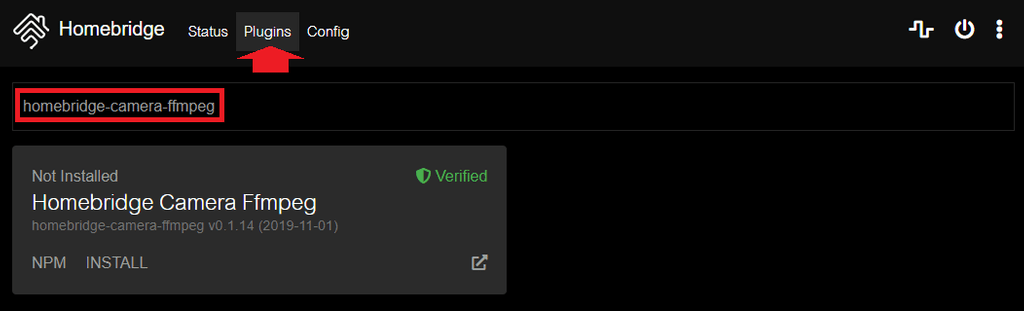 Homebridge Status Plugins Config
homebridge-camera-ffmpeg
Not Installed Verified
Homebridge Camera Ffmpeg
homebridge-camera-ffmpeg v0.1.14 (2019-11-01)
NPM INSTALL